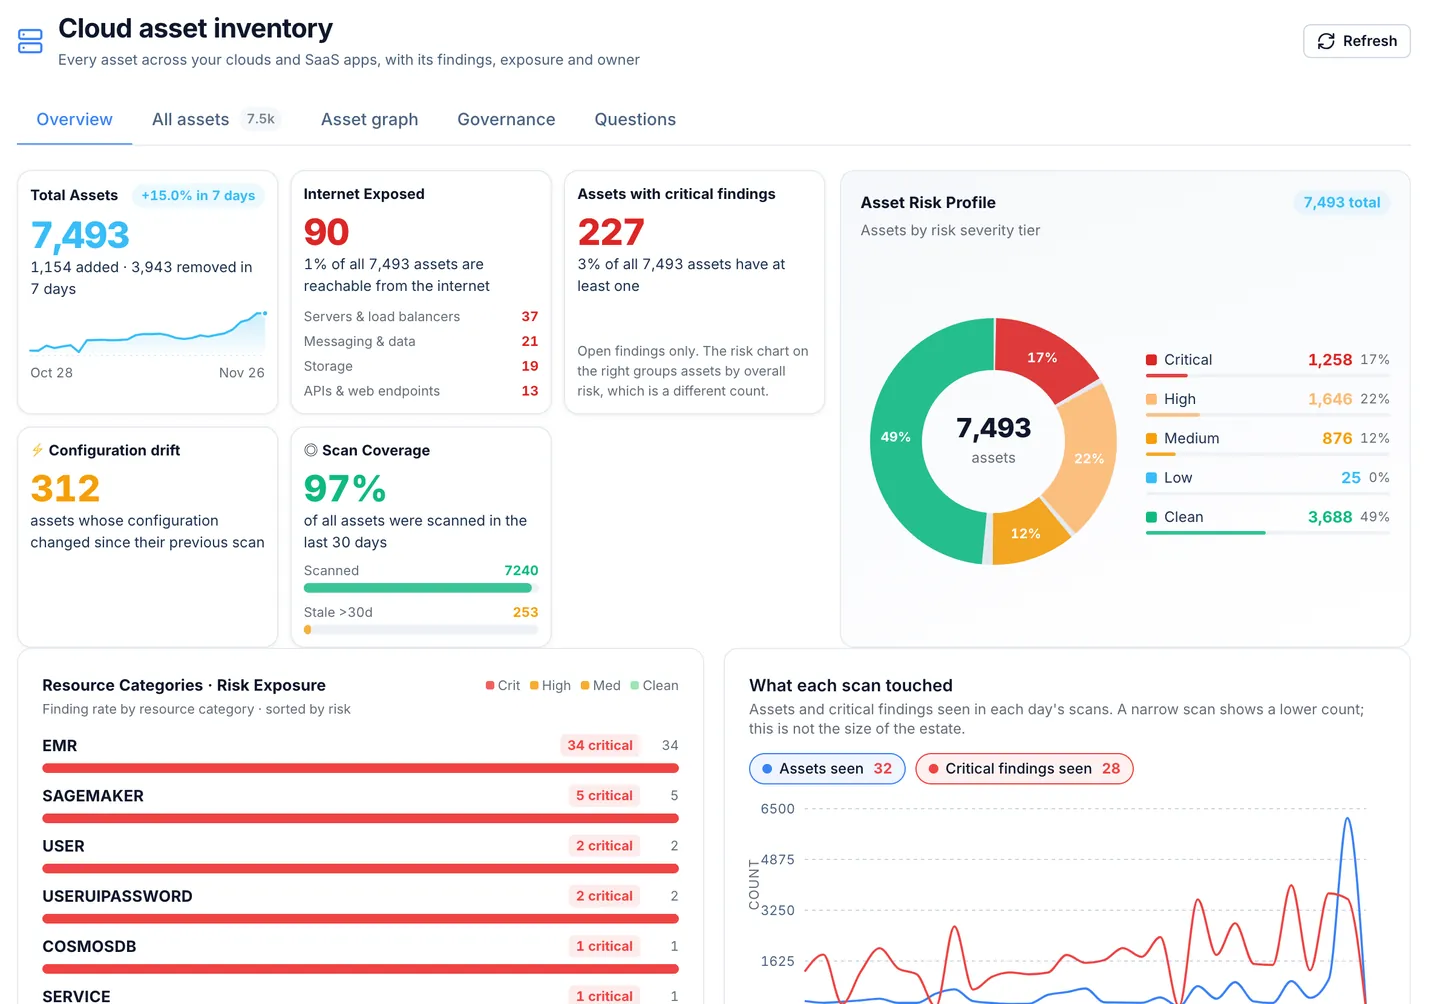 Cloud asset inventory
Every asset across your clouds and SaaS apps, with its findings, exposure and owner
Refresh
Overview
All assets 7.5k
Asset graph
Governance
Questions
Total Assets +15.0% in 7 days
7,493
1,154 added · 3,943 removed in
7 days
Oct 28 Nov 26
Internet Exposed
90
1% of all 7,493 assets are
reachable from the internet
Servers & load balancers 37
Messaging & data 21
Storage 19
APIs & web endpoints 13
Assets with critical findings
227
3% of all 7,493 assets have at
least one
Open findings only. The risk chart on
the right groups assets by overall
risk, which is a different count.
Asset Risk Profile 7,493 total
Assets by risk severity tier
17%
22%
12%
49%
7,493
assets
Critical 1,258 17%
High 1,646 22%
Medium 876 12%
Low 25 0%
Clean 3,688 49%
Configuration drift
312
assets whose configuration
changed since their previous scan
Scan Coverage
97%
of all assets were scanned in the
last 30 days
Scanned 7240
Stale >30d 253
Resource Categories · Risk Exposure
Crit High Med Clean
Finding rate by resource category · sorted by risk
EMR 34 critical 34
SAGEMAKER 5 critical 5
USER 2 critical 2
USERUIPASSWORD 2 critical 2
COSMOSDB 1 critical 1
SERVICE 1 critical 1
What each scan touched
Assets and critical findings seen in each day's scans. A narrow scan shows a lower count;
this is not the size of the estate.
Assets seen 32
Critical findings seen 28
COUNT
6500
4875
3250
1625